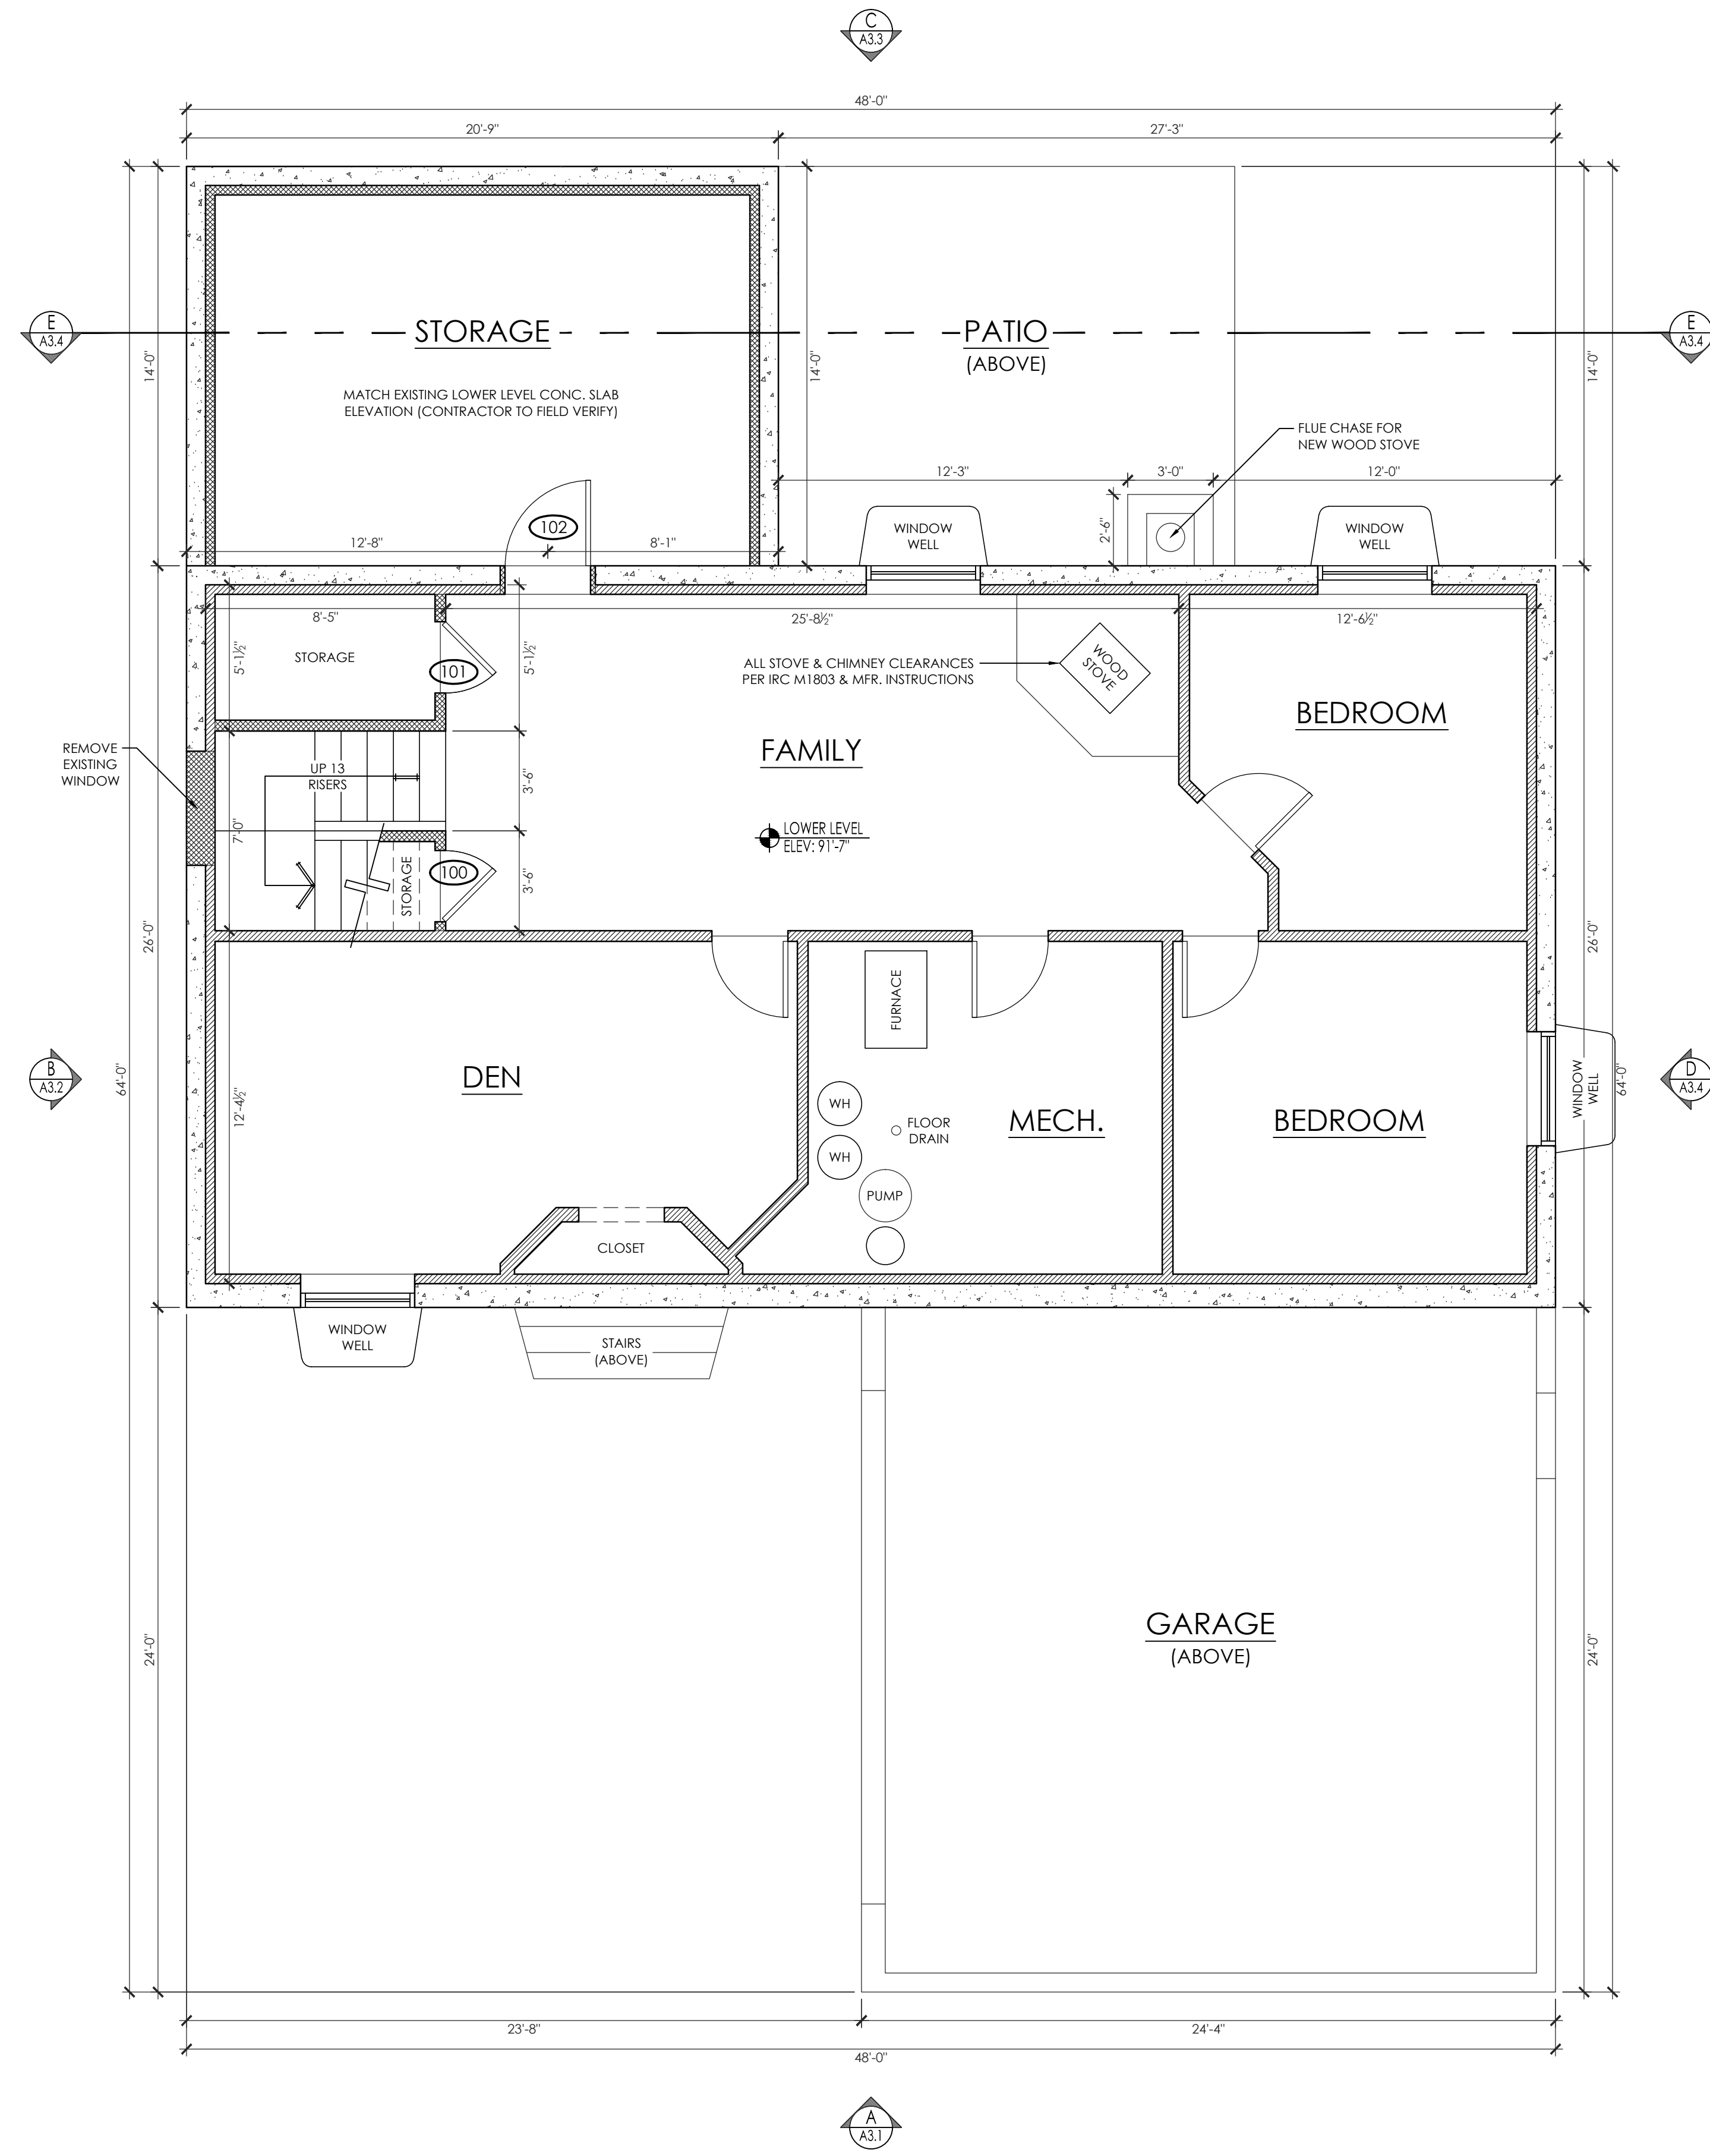 C
A3.3
48'-0"
20'-9"
27'-3"
E
A3.4
STORAGE
PATIO
(ABOVE)
E
A3.4
14'-0"
14'-0"
14'-0"
MATCH EXISTING LOWER LEVEL CONC. SLAB
ELEVATION (CONTRACTOR TO FIELD VERIFY)
FLUE CHASE FOR
NEW WOOD STOVE
12'-3"
3'-0"
12'-0"
2'-6"
102
12'-8"
8'-1"
WINDOW
WELL
WINDOW
WELL
8'-5"
25'-8½"
12'-6½"
5'-1½"
STORAGE
101
5'-1½"
ALL STOVE & CHIMNEY CLEARANCES
PER IRC M1803 & MFR. INSTRUCTIONS
WOOD
STOVE
BEDROOM
FAMILY
REMOVE
EXISTING
WINDOW
UP 13
RISERS
3'-6"
7'-0"
LOWER LEVEL
ELEV: 91'-7"
STORAGE
100
3'-6"
26'-0"
26'-0"
FURNACE
B
A3.2
64'-0"
DEN
12'-4½"
WH
WH
FLOOR
DRAIN
MECH.
PUMP
BEDROOM
WINDOW
WELL
64'-0"
D
A3.4
CLOSET
WINDOW
WELL
STAIRS
(ABOVE)
24'-0"
GARAGE
(ABOVE)
24'-0"
23'-8"
24'-4"
48'-0"
A
A3.1